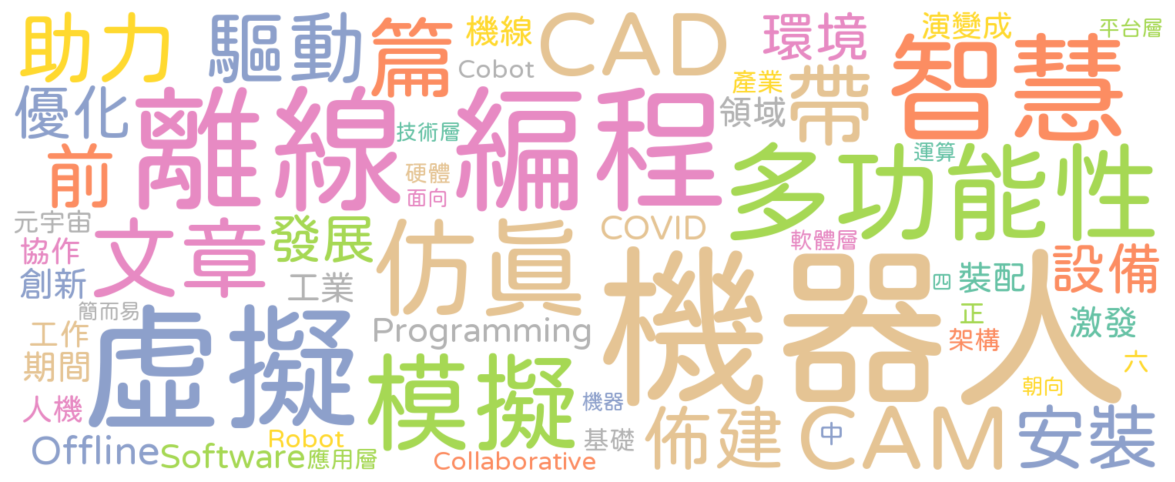 助力
驅動
篇
機線
CAD
環境
演變成
平台層
Cobot
產業
帶
智慧
優化
離線編程
技術層
領域
前
硬體
面向
多功能性
運算
元宇宙
文章
發展
仿真
COVID
軟體層
協作
機器人
設備
創新
工業
四
裝配
簡而易
虛擬
Programming
正
激發
工作
架構
期間
模擬
六
朝向
人機
機器
佈建
CAM
中
安裝
Offline
Software
Robot
應用層
Collaborative
基礎